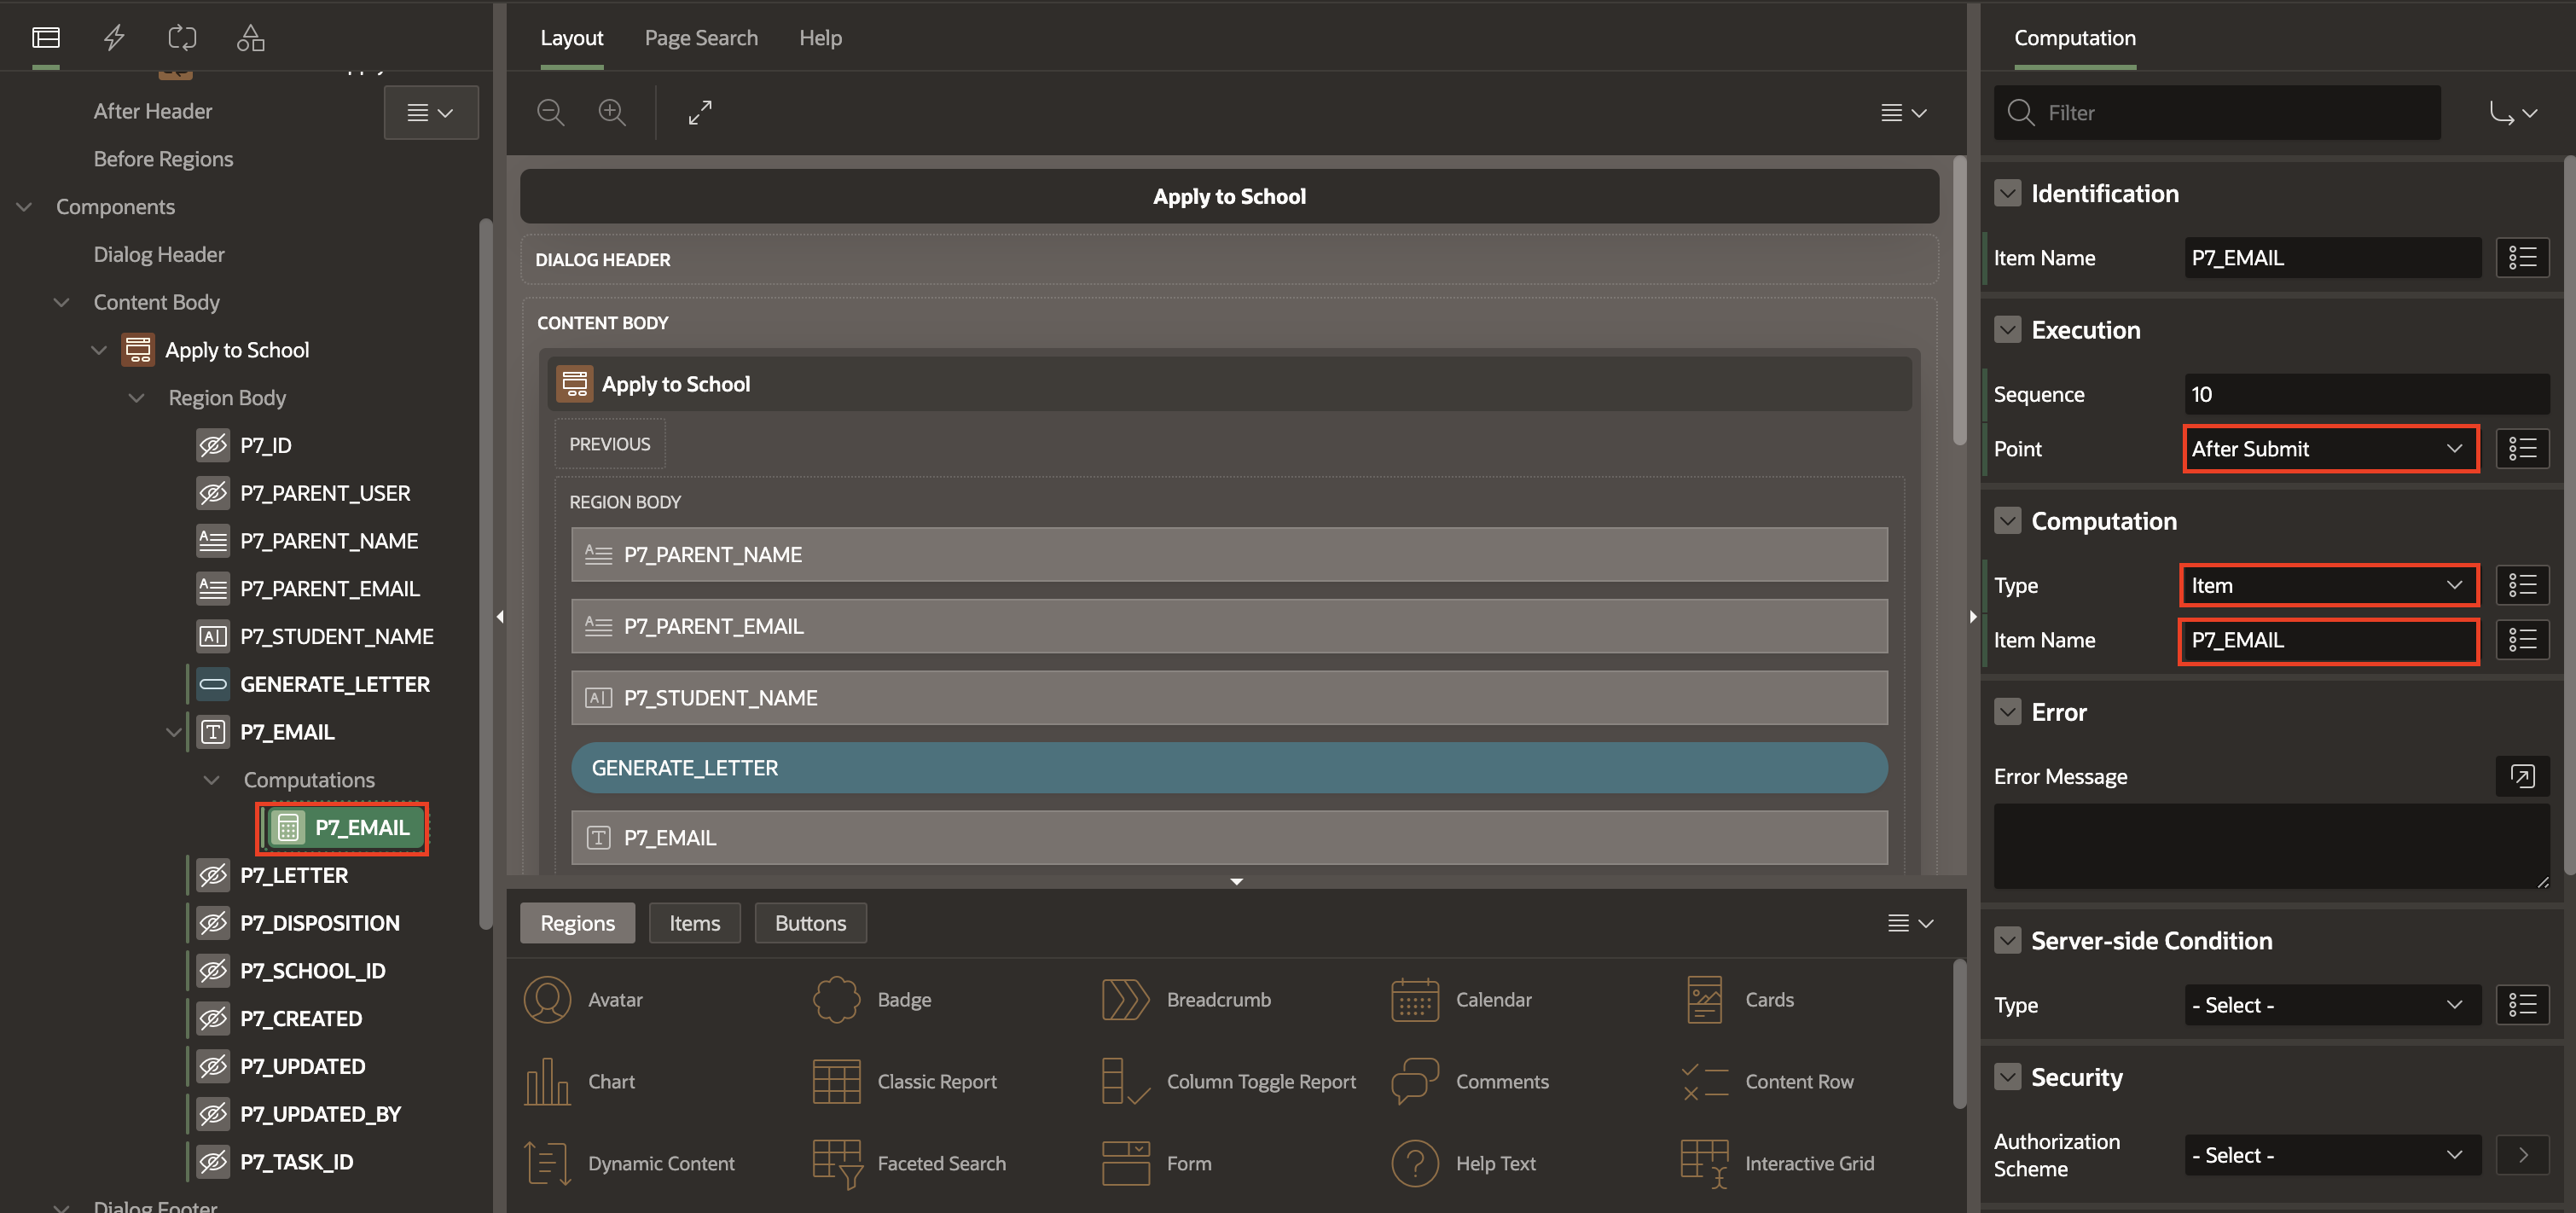 After Header
Before Regions
Components
Dialog Header
Content Body
Apply to School
Region Body
P7_ID
P7_PARENT_USER
P7_PARENT_NAME
P7_PARENT_EMAIL
P7_STUDENT_NAME
GENERATE_LETTER
P7_EMAIL
Computations
P7_EMAIL
P7_LETTER
P7_DISPOSITION
P7_SCHOOL_ID
P7_CREATED
P7_UPDATED
P7_UPDATED_BY
P7_TASK_ID
Dialog Footer
Layout Page Search Help
Apply to School
DIALOG HEADER
CONTENT BODY
Apply to School
PREVIOUS
REGION BODY
P7_PARENT_NAME
P7_PARENT_EMAIL
P7_STUDENT_NAME
GENERATE_LETTER
P7_EMAIL
Regions Items Buttons
Avatar Badge Breadcrumb Calendar Cards
Chart Classic Report Column Toggle Report Comments Content Row
Dynamic Content Faceted Search Form Help Text Interactive Grid
Computation
Filter
Identification
Item Name P7_EMAIL
Execution
Sequence 10
Point After Submit
Computation
Type Item
Item Name P7_EMAIL
Error
Error Message
Server-side Condition
Type - Select -
Security
Authorization
Scheme - Select -